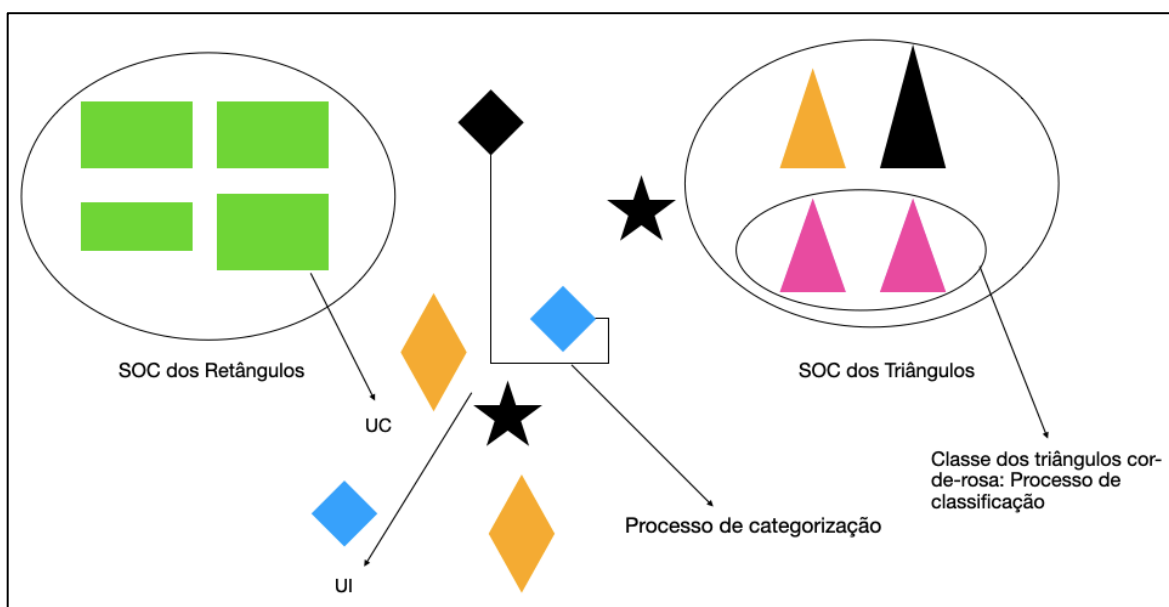 SOC dos Retângulos
SOC dos Triângulos
UC
Classe dos triângulos cor-
de-rosa: Processo de
classificação
Processo de categorização
UI